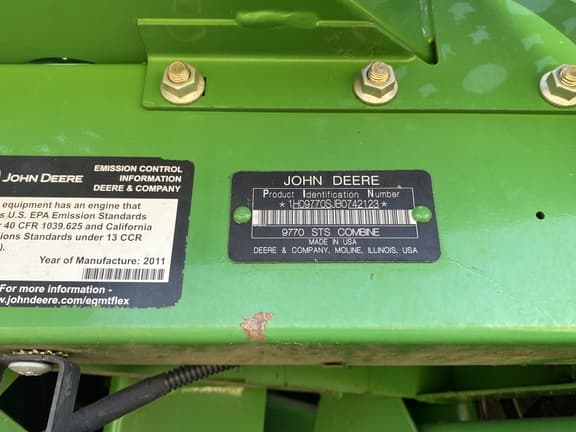 JOHN DEERE
EMISSION CONTROL
INFORMATION
DEERE & COMPANY
equipment has an engine that
U.S. EPA Emission Standards
40 CFR 1039.625 and California
Standards under 13 CCR
).
Year of Manufacture: 2011
For more information -
.johndeere.com/eqmtflex
JOHN DEERE
Product Identification Number
*1H09770SJB0742123*
9770 STS COMBINE
MADE IN USA
DEERE & COMPANY, MOLINE, ILLINOIS, USA